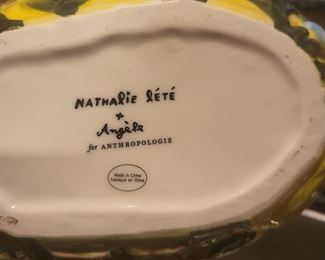 NATHALIE LÉTÉ
+
Angèle
for ANTHROPOLOGIE
Made in China
Fabriqué en Chine